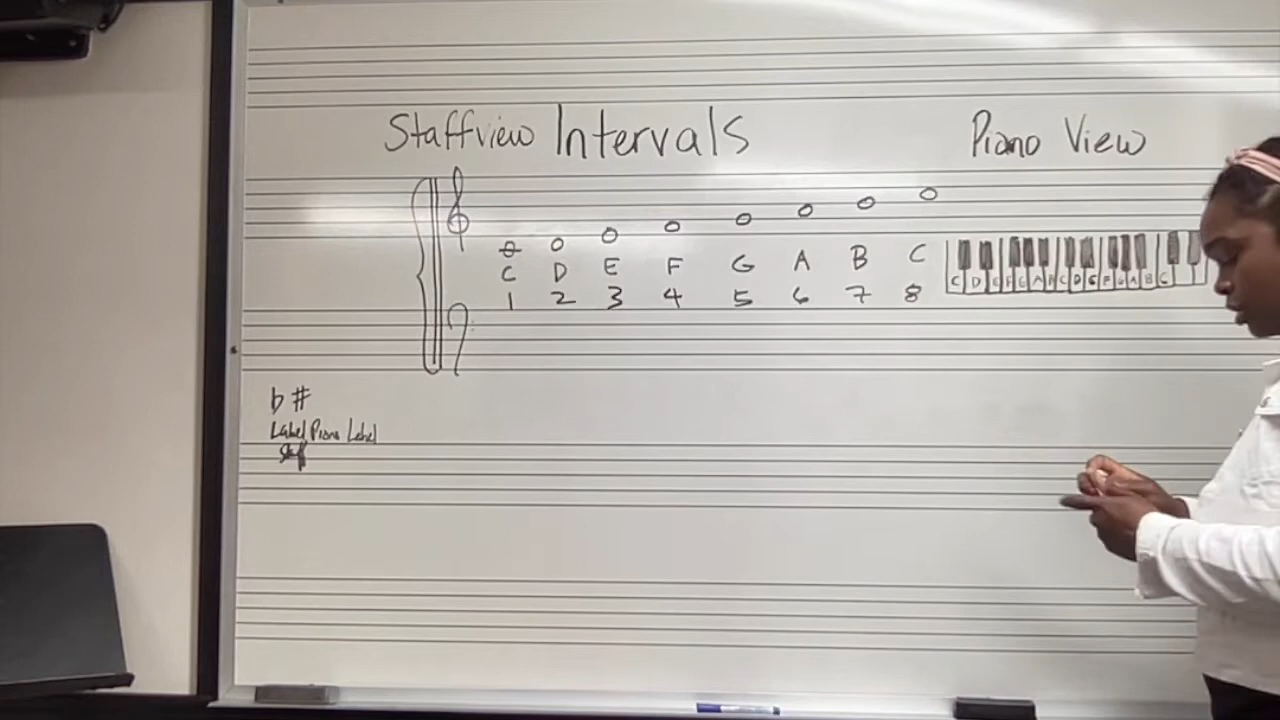 Staffview Intervals
Piano View
C D E F G A B C
1 2 3 4 5 6 7 8
C D E F G A B C D E F G A B C
b #
Label Piano Label
Staff